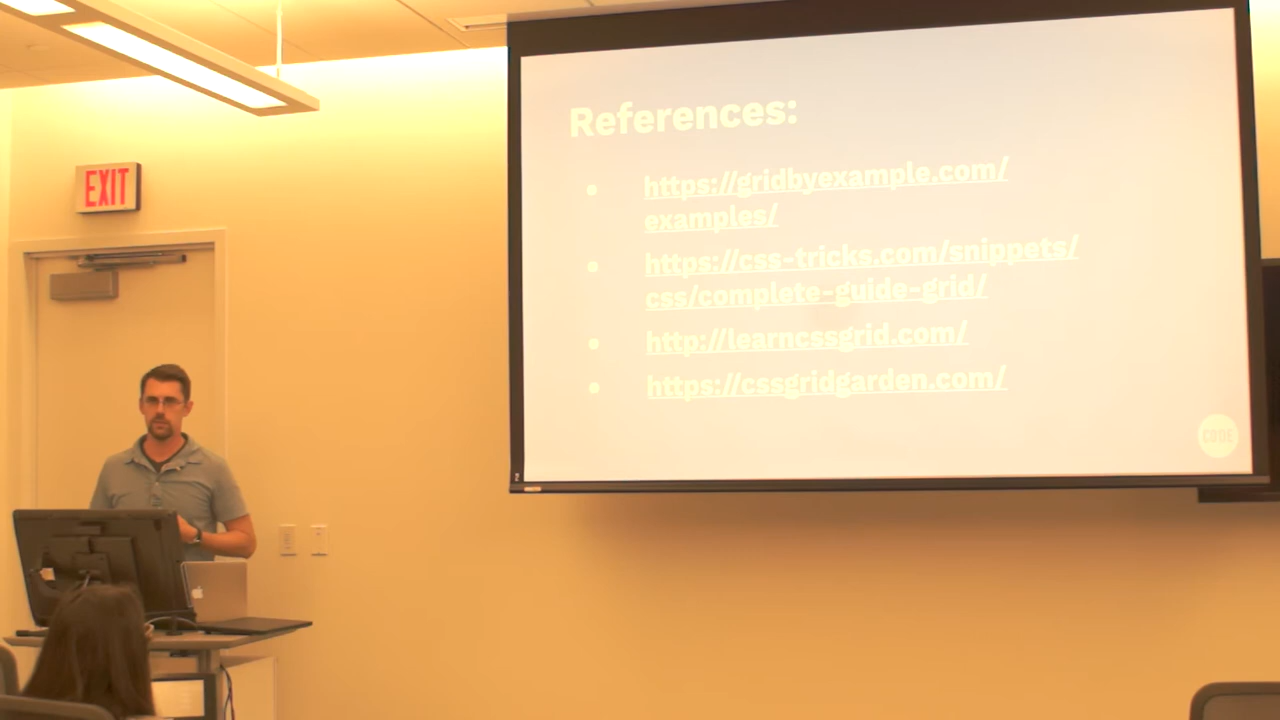 EXIT
References:
https://gridbyexample.com/
examples/
https://css-tricks.com/snippets/
css/complete-guide-grid/
http://learncssgrid.com/
https://cssgridgarden.com/
CODE